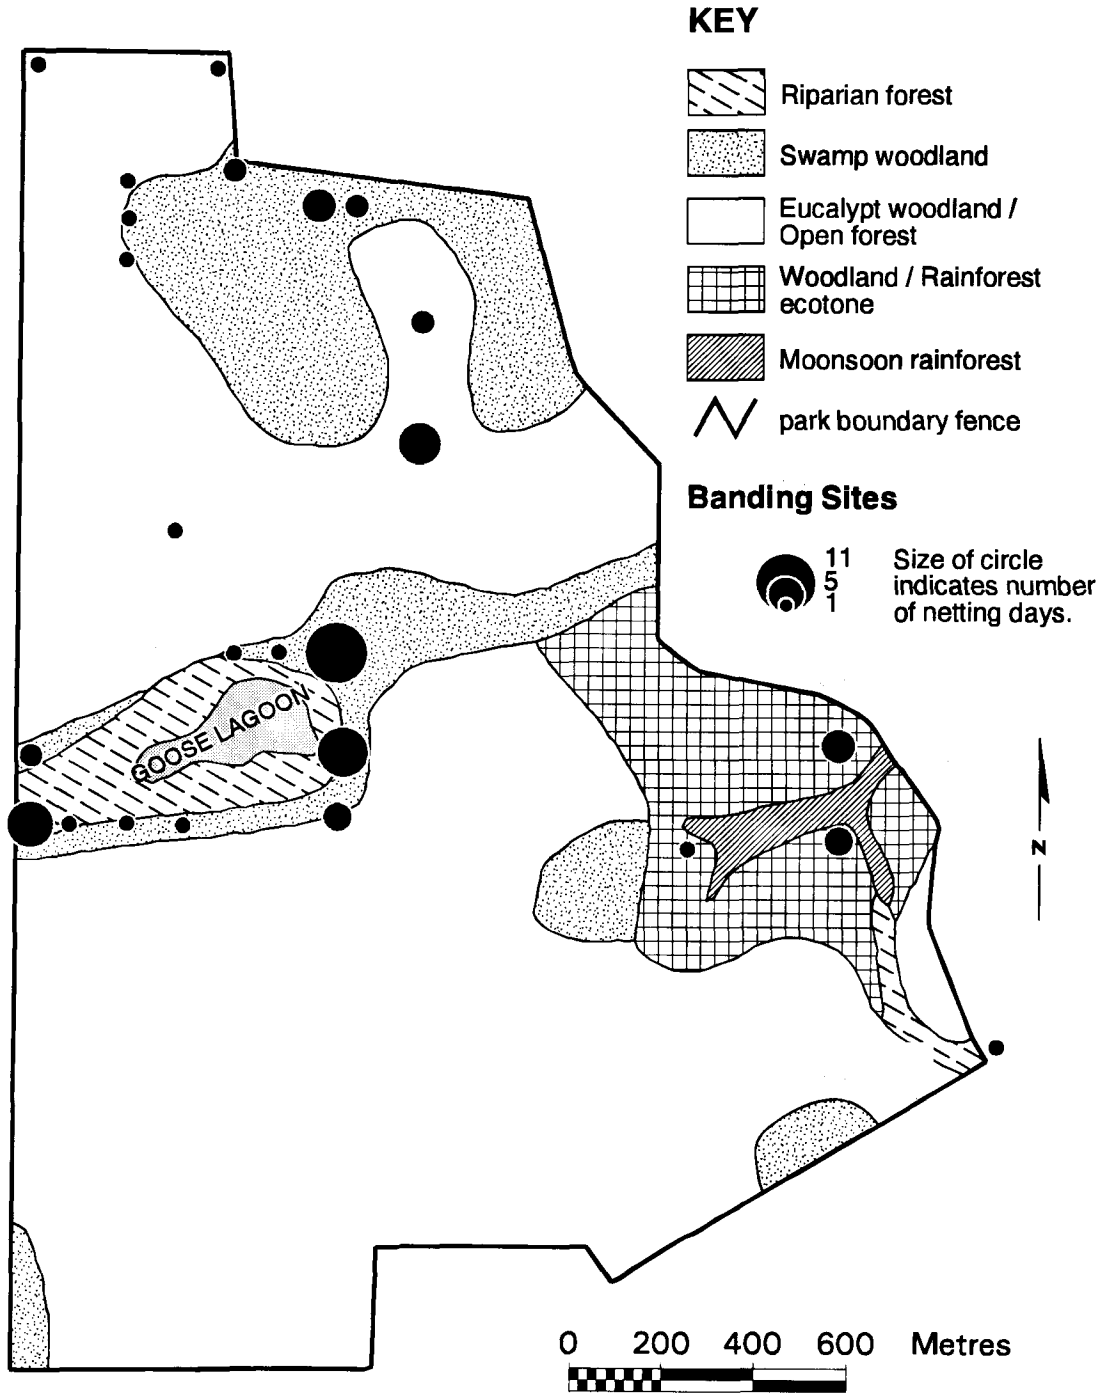 KEY
Riparian forest
Swamp woodland
Eucalypt woodland /
Open forest
Woodland / Rainforest
ecotone
Moonsoon rainforest
park boundary fence
Banding Sites
11
5
1
Size of circle
indicates number
of netting days.
GOOSE LAGOON
N
0 200 400 600 Metres